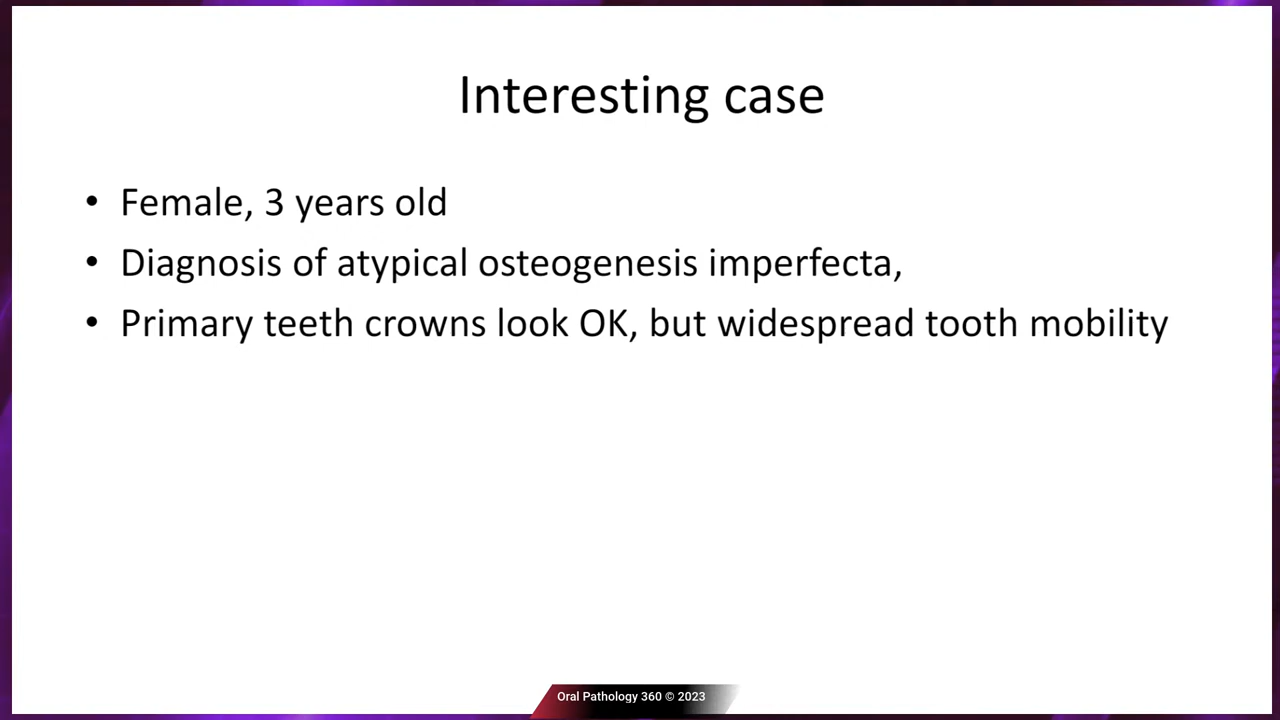 Interesting case
• Female, 3 years old
• Diagnosis of atypical osteogenesis imperfecta,
• Primary teeth crowns look OK, but widespread tooth mobility
Oral Pathology 360 © 2023